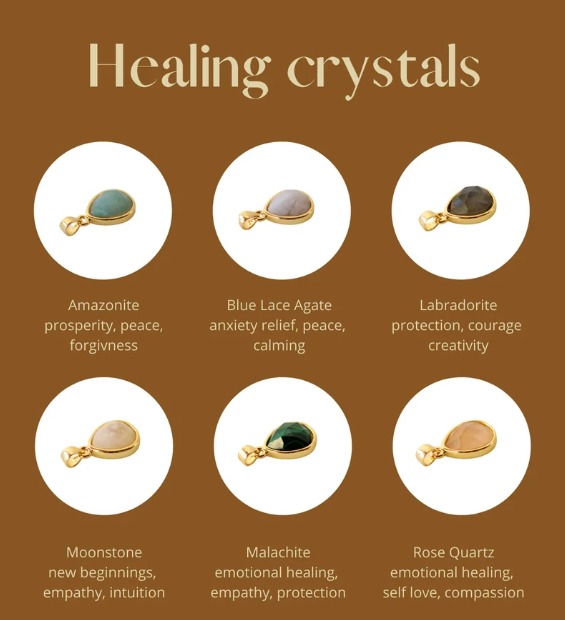 Healing crystals
Amazonite
prosperity, peace,
forgivness
Blue Lace Agate
anxiety relief, peace,
calming
Labradorite
protection, courage
creativity
Moonstone
new beginnings,
empathy, intuition
Malachite
emotional healing,
empathy, protection
Rose Quartz
emotional healing,
self love, compassion